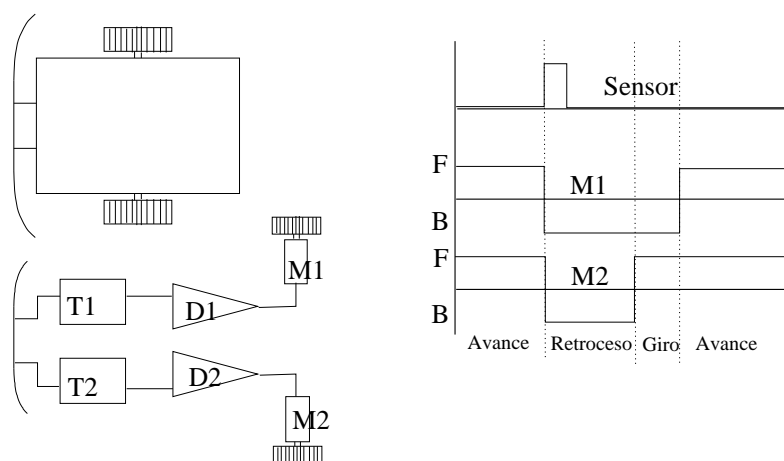 Sensor
F
M1
B
F
M2
B
Avance Retroceso Giro Avance
M1
T1 D1
T2 D2
M2